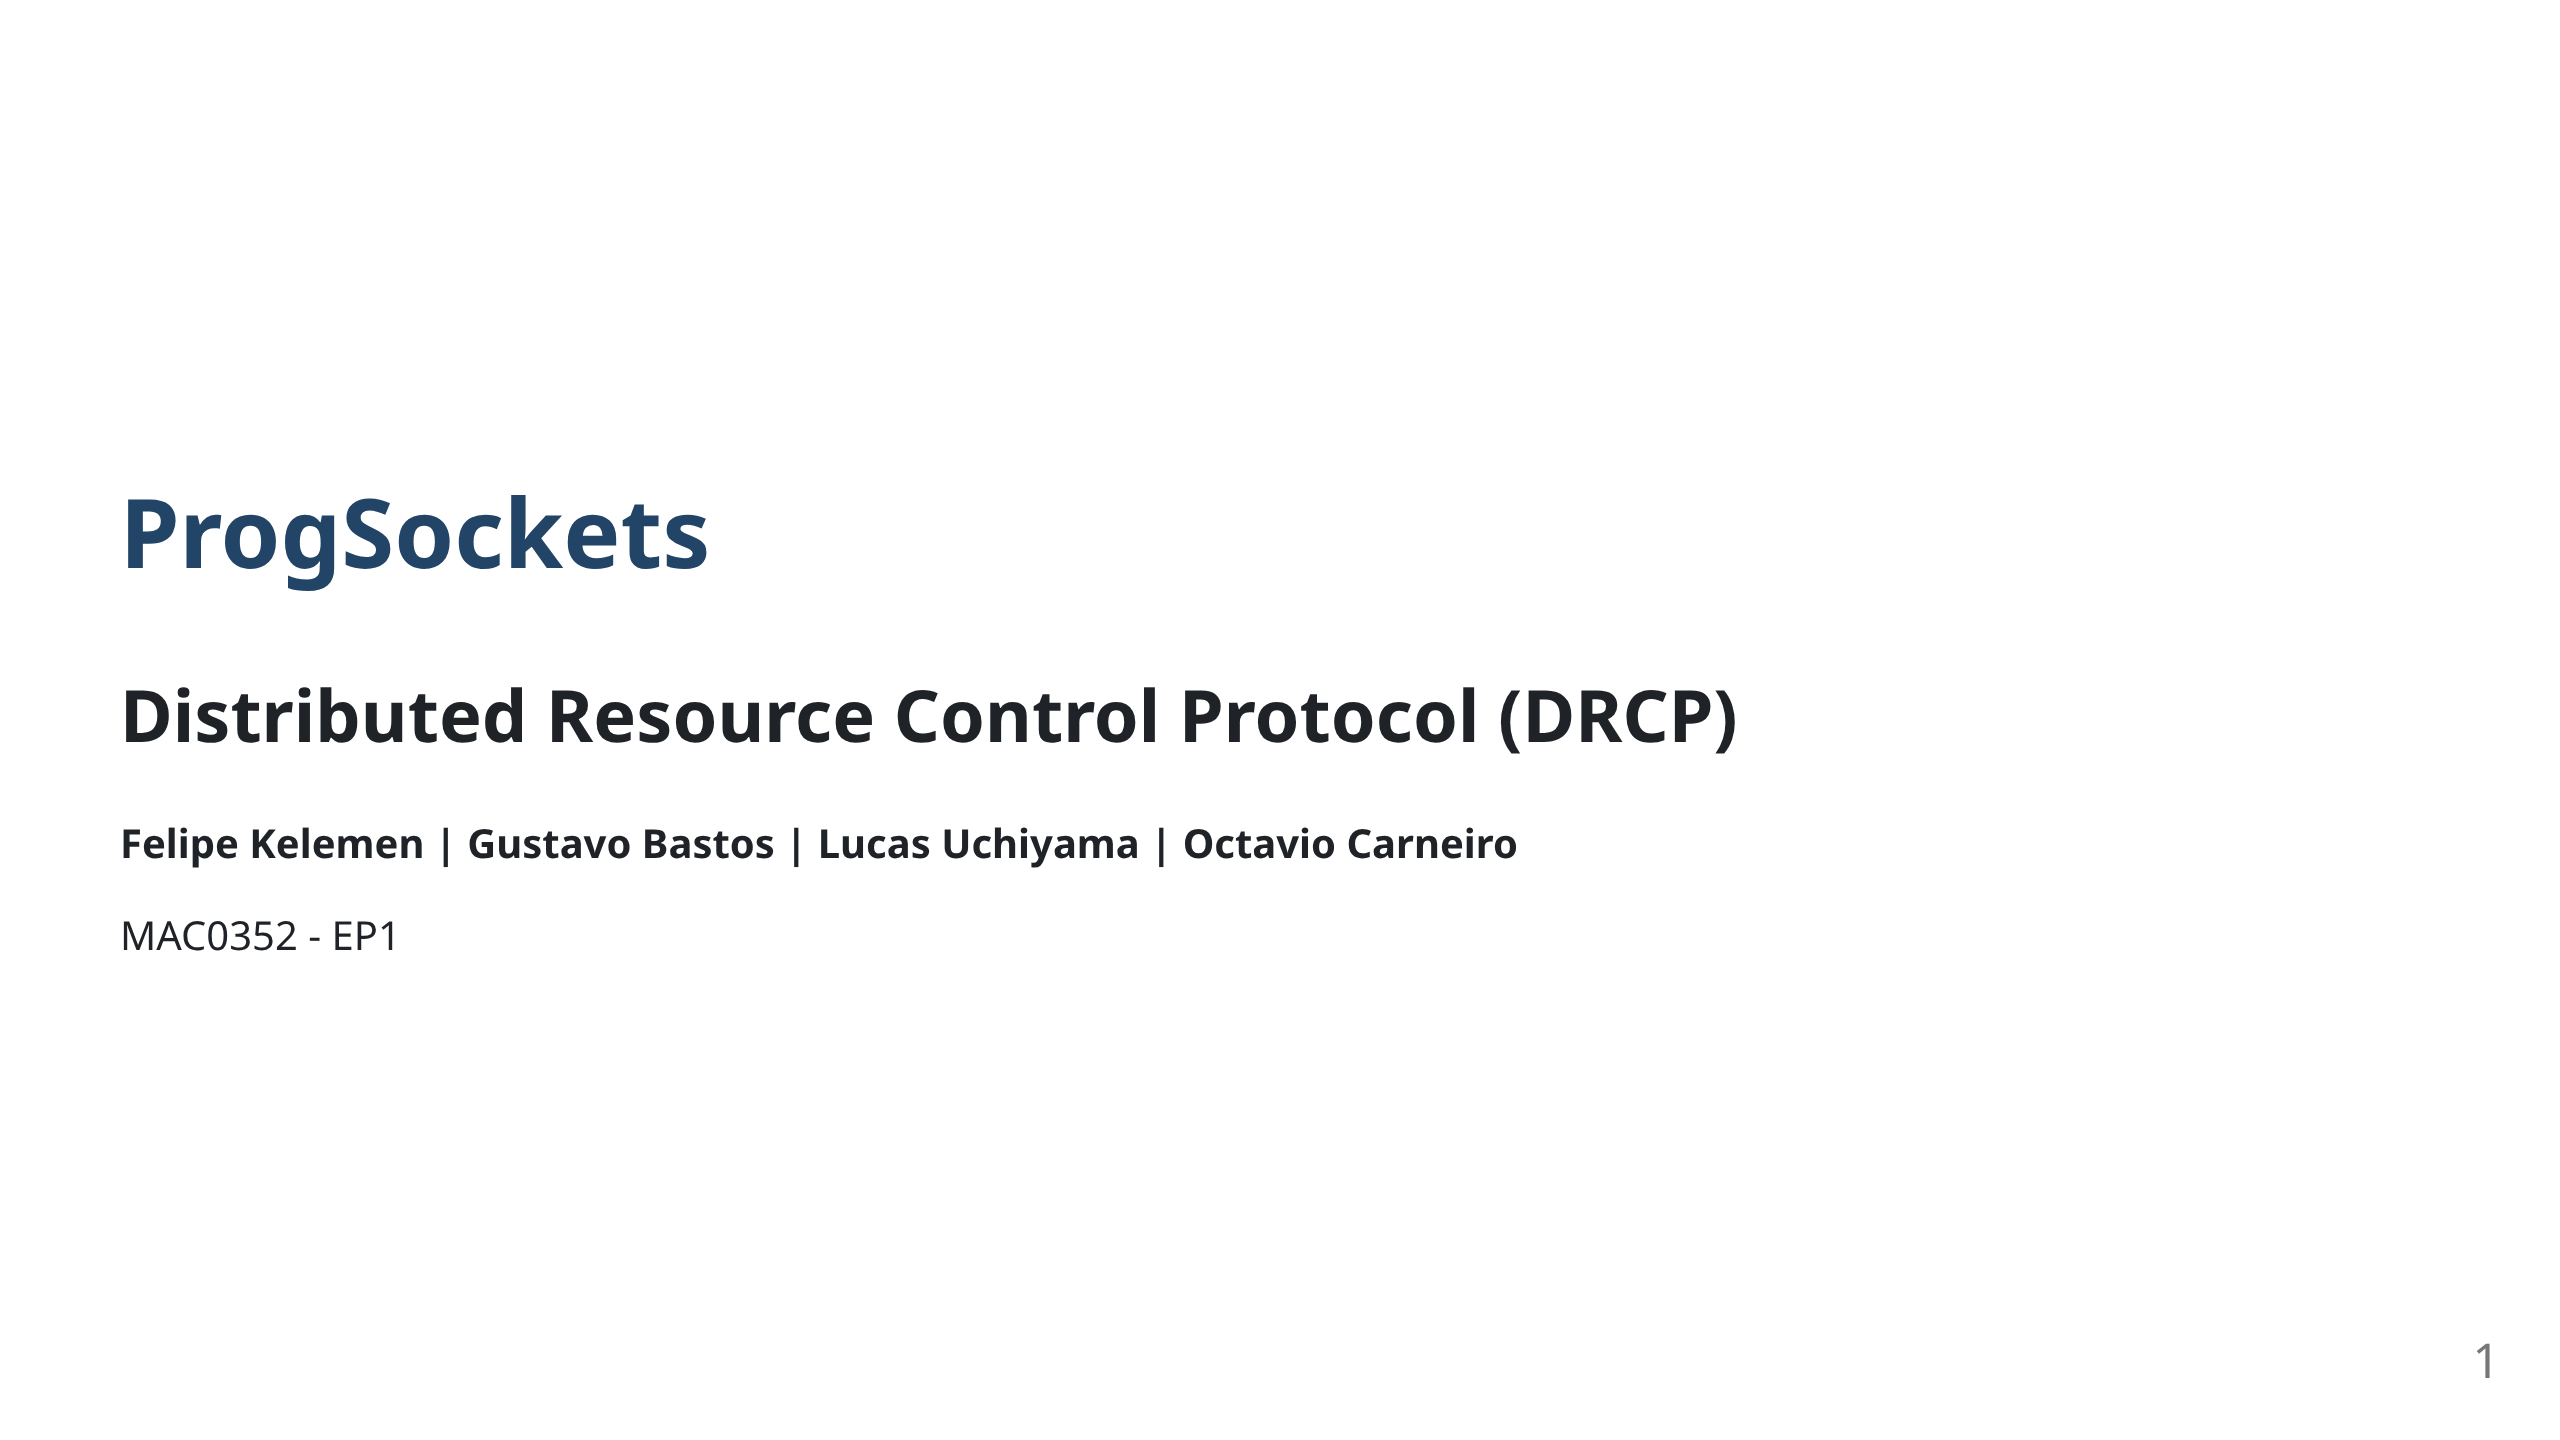 ProgSockets
Distributed Resource Control Protocol (DRCP)
Felipe Kelemen | Gustavo Bastos | Lucas Uchiyama | Octavio Carneiro
MAC0352 - EP1
1